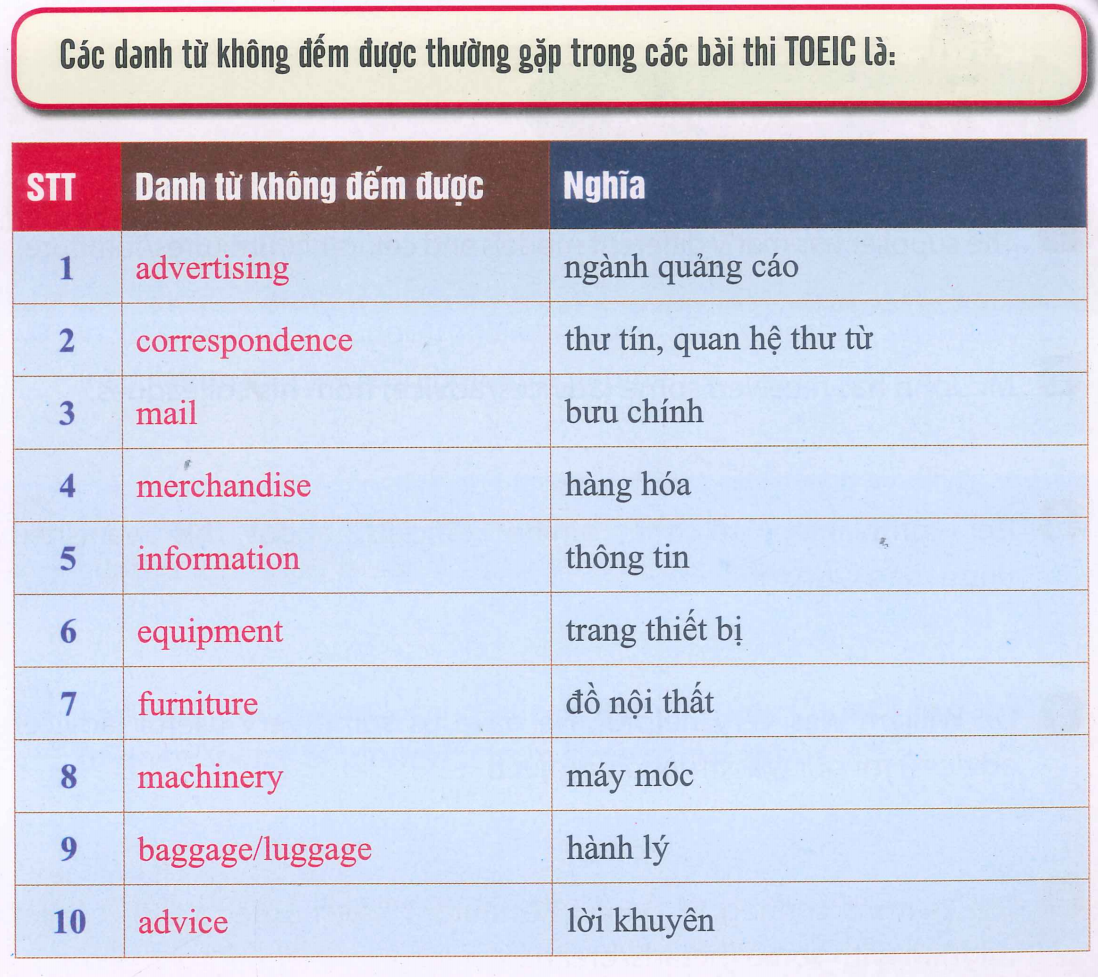 Các danh từ không đếm được thường gặp trong các bài thi TOEIC là:
STT Danh từ không đếm được Nghĩa
1 advertising ngành quảng cáo
2 correspondence thư tín, quan hệ thư từ
3 mail bưu chính
4 merchandise hàng hóa
5 information thông tin
6 equipment trang thiết bị
7 furniture đồ nội thất
8 machinery máy móc
9 baggage/luggage hành lý
10 advice lời khuyên